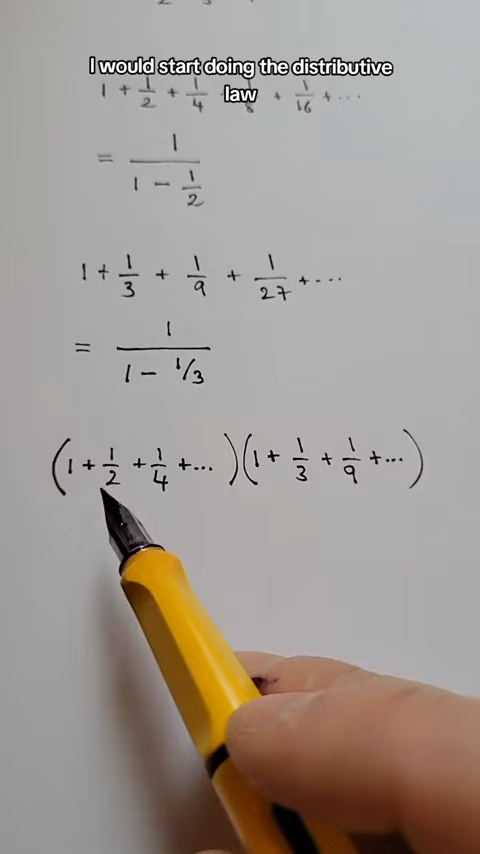 I would start doing the distributive
law
1 + 1/2 + 1/4 + 1/8 + 1/16 + ...
= 1/(1 - 1/2)
1 + 1/3 + 1/9 + 1/27 + ...
= 1/(1 - 1/3)
(1 + 1/2 + 1/4 + ...)(1 + 1/3 + 1/9 + ...)